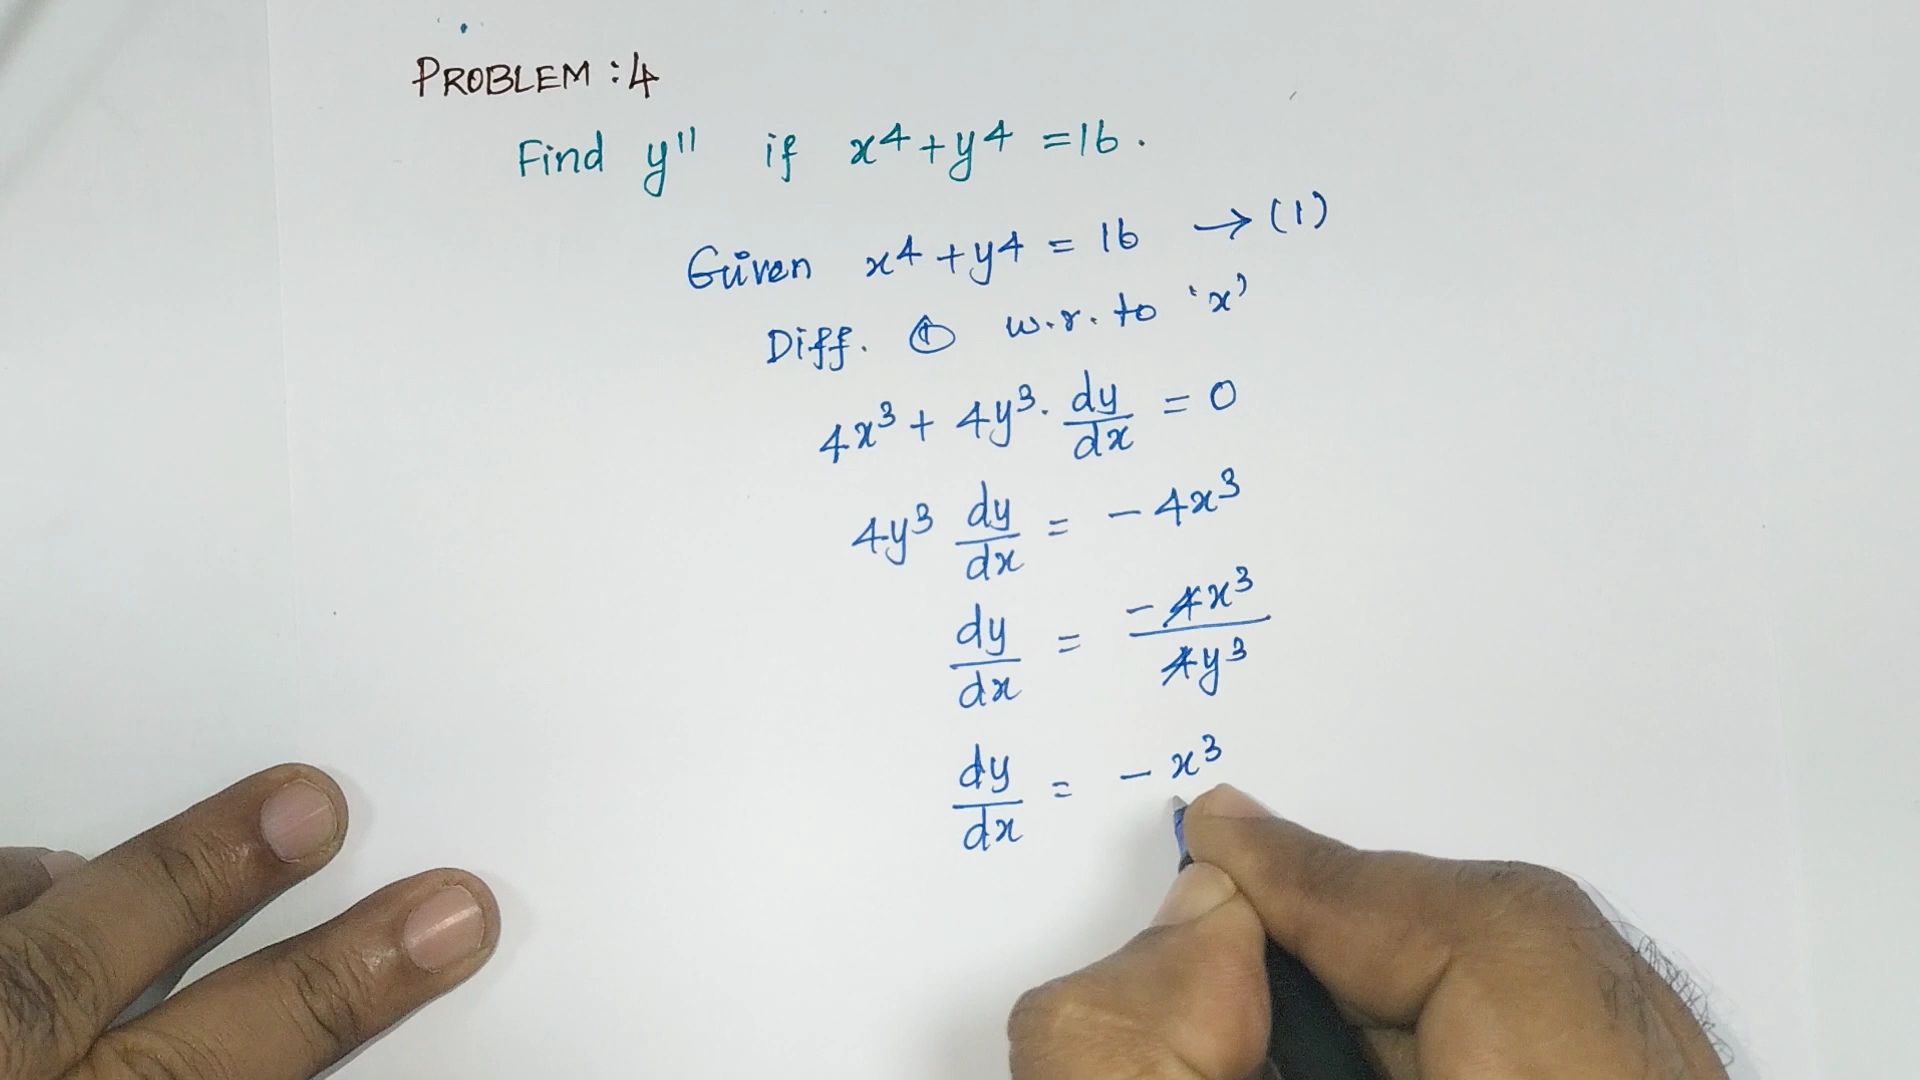 PROBLEM : 4
Find y'' if x⁴ + y⁴ = 16.
Given x⁴ + y⁴ = 16 → (1)
Diff. ① w.r. to 'x'
4x³ + 4y³ · dy/dx = 0
4y³ dy/dx = - 4x³
dy/dx = - 4x³ / 4y³
dy/dx = - x³